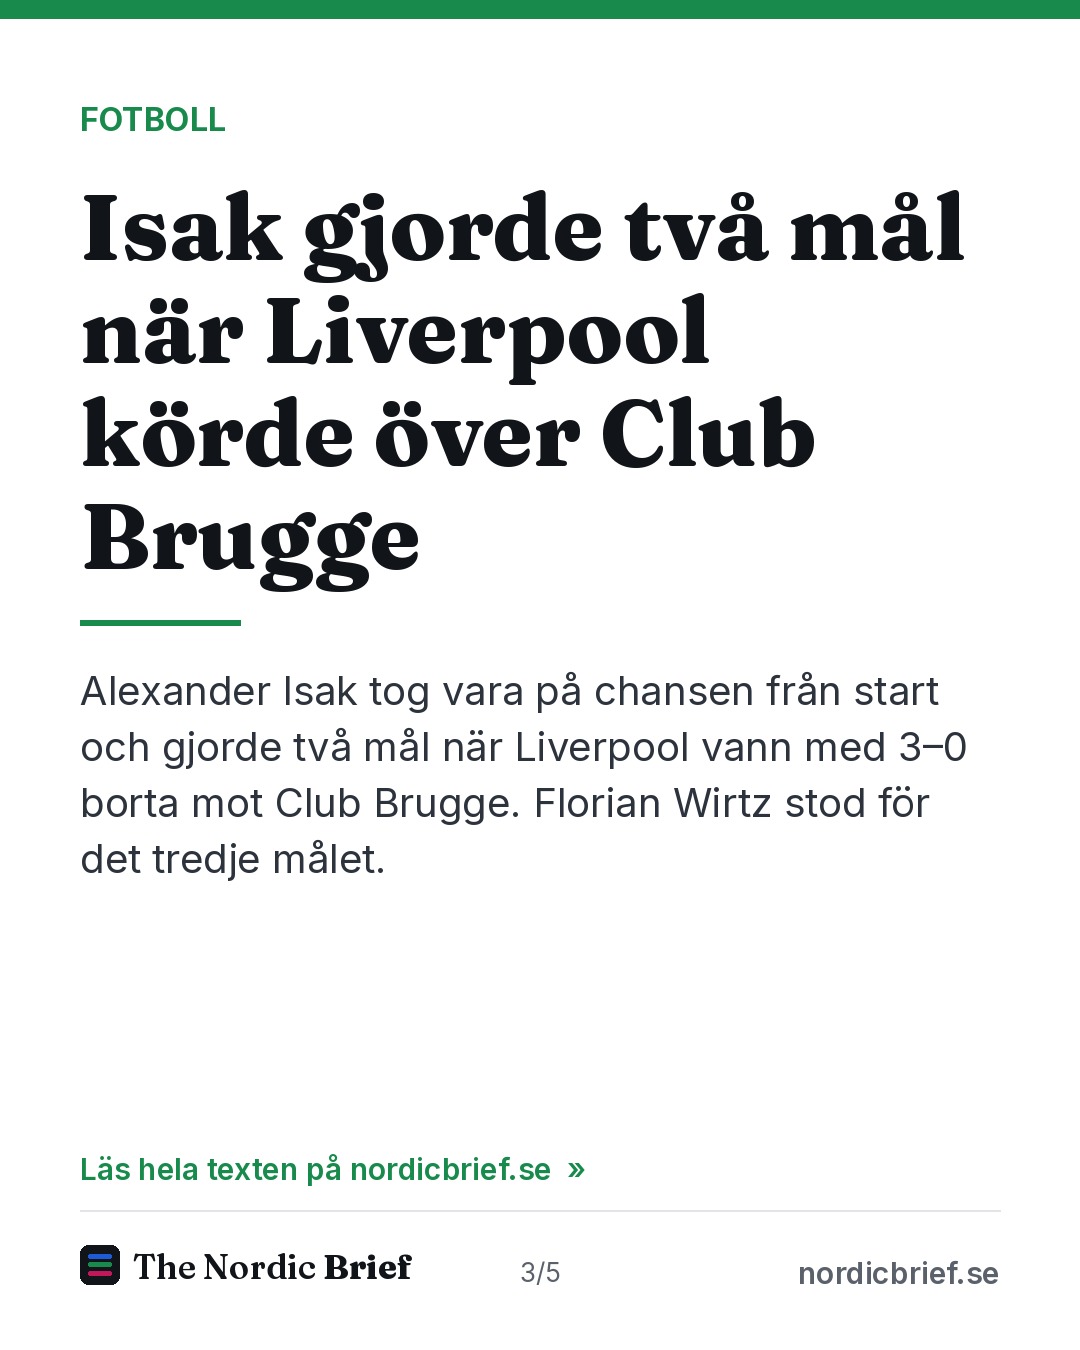 FOTBOLL
Isak gjorde två mål
när Liverpool
körde över Club
Brugge
Alexander Isak tog vara på chansen från start
och gjorde två mål när Liverpool vann med 3–0
borta mot Club Brugge. Florian Wirtz stod för
det tredje målet.
Läs hela texten på nordicbrief.se »
The Nordic Brief
3/5
nordicbrief.se